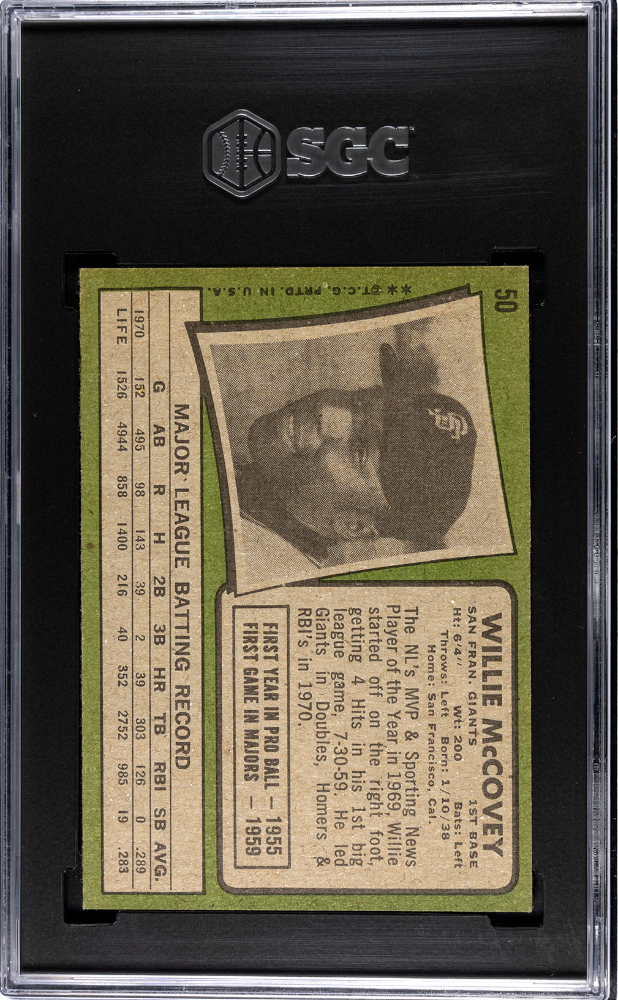 SGC
50
WILLIE McCOVEY
SAN FRAN. GIANTS 1ST BASE
Ht: 6'4" Wt: 200 Bats: Left
Throws: Left Born: 1/10/38
Home: San Francisco, Cal.
The NL's MVP & Sporting News
Player of the Year in 1969, Willie
started off on the right foot,
getting 4 Hits in his 1st big
league game, 7-30-59. He led
Giants in Doubles, Homers &
RBI's in 1970.
FIRST YEAR IN PRO BALL — 1955
FIRST GAME IN MAJORS — 1959
SF
**©T.C.G. PRTD. IN U.S.A.
MAJOR LEAGUE BATTING RECORD
G AB R H 2B 3B HR TB RBI SB AVG.
1970 152 495 98 143 39 2 39 303 126 0 .289
LIFE 1526 4944 858 1400 216 40 352 2752 985 19 .283